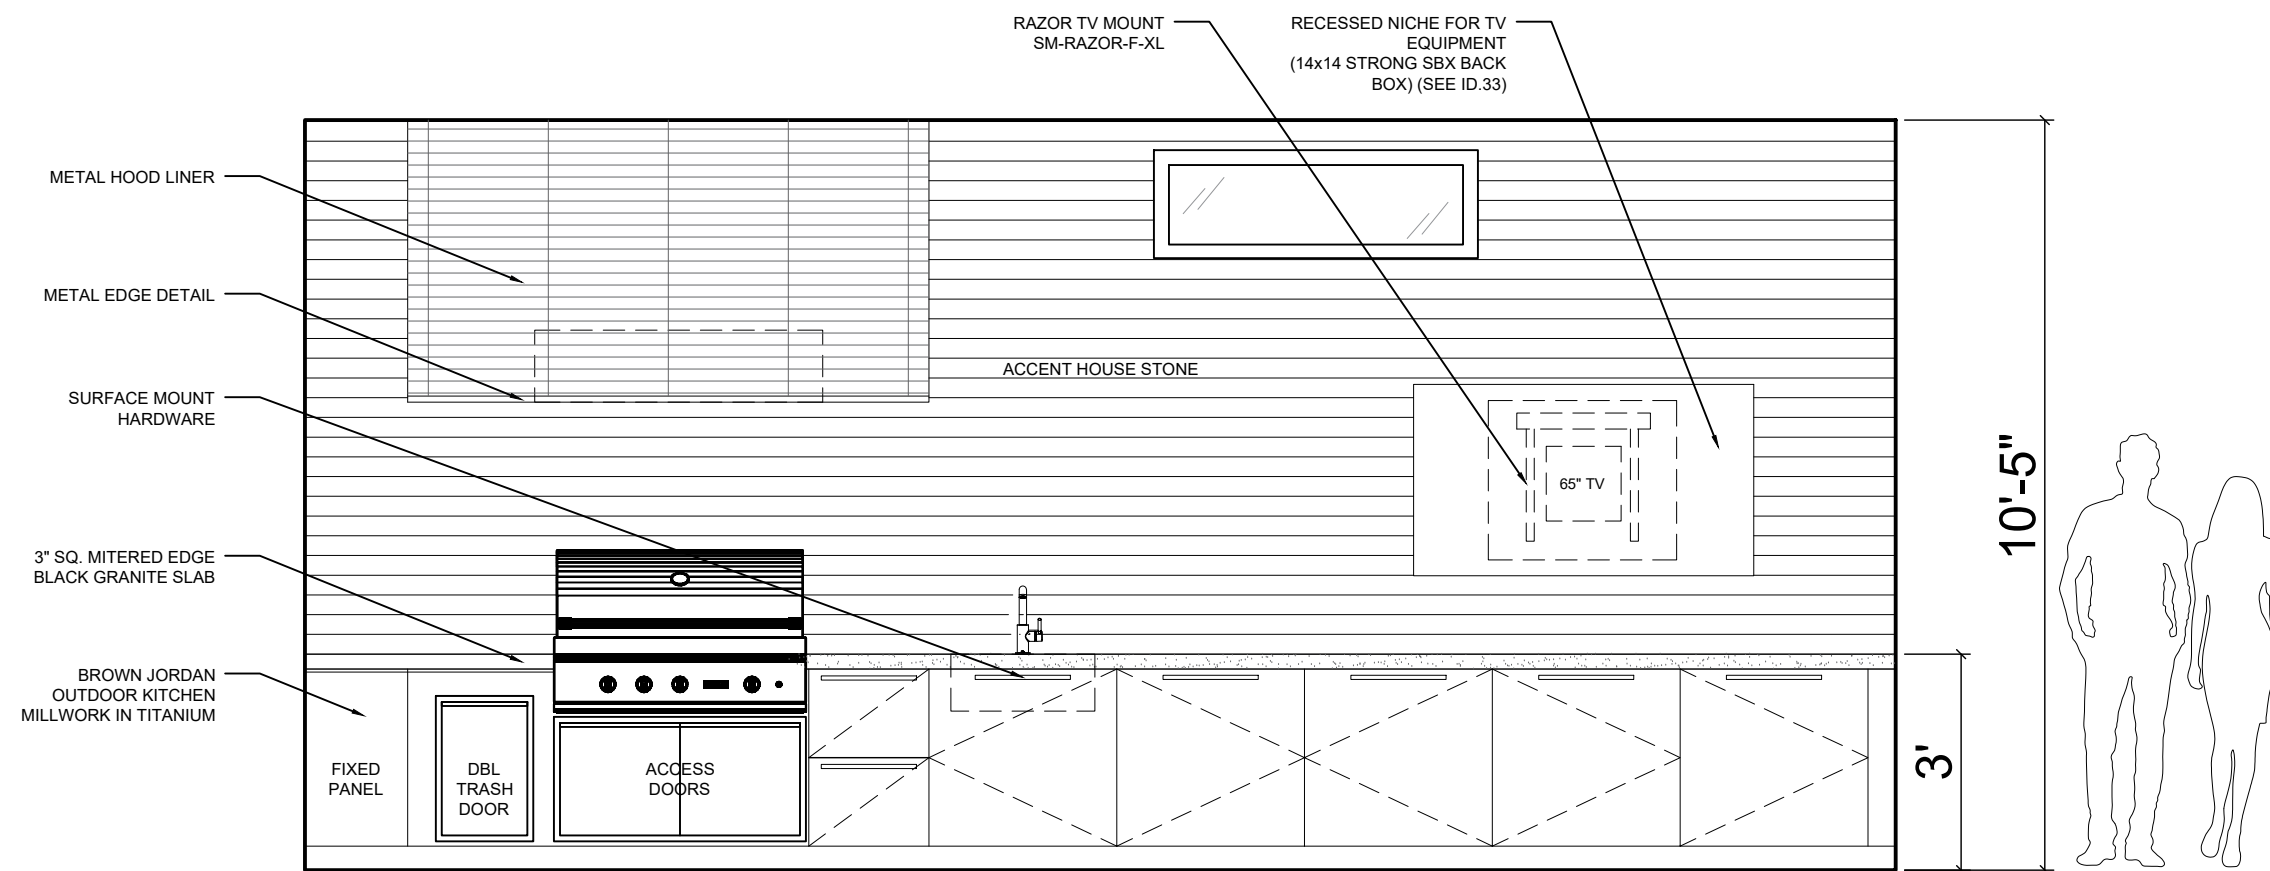 RAZOR TV MOUNT
SM-RAZOR-F-XL
RECESSED NICHE FOR TV
EQUIPMENT
(14x14 STRONG SBX BACK
BOX) (SEE ID.33)
METAL HOOD LINER
METAL EDGE DETAIL
ACCENT HOUSE STONE
SURFACE MOUNT
HARDWARE
65" TV
10'-5"
3" SQ. MITERED EDGE
BLACK GRANITE SLAB
BROWN JORDAN
OUTDOOR KITCHEN
MILLWORK IN TITANIUM
FIXED
PANEL
DBL
TRASH
DOOR
ACCESS
DOORS
3'